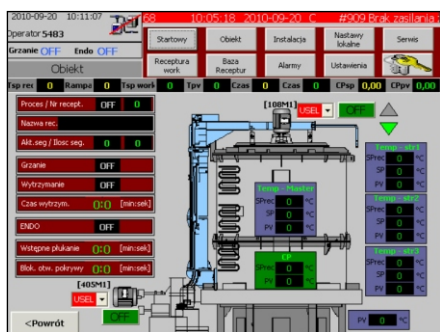 2010-09-20 10:11:07
Operator 5483
68 10:05:18 2010-09-20 C #909 Brak zasilania.
Grzanie OFF Endo OFF
Obiekt
Startowy Obiekt Instalacja Nastawy lokalne Serwis
Receptura work Baza Receptur Alarmy Ustawienia
Tsp rec 0 Rampa 0 Tsp work 0 Tpv 0 Czas 0 Czas 0 CPsp 0,00 CPpv 0,00
Proces / Nr recept. OFF 0
Nazwa rec.
Akt.seg / Ilosc seg. 0 0
Grzanie OFF
Wytrzymanie OFF
Czas wytrzym. 0:0 [min:sek]
ENDO OFF
Wstępne płukanie 0:0 [min:sek]
Blok. otw. pokrywy 0:0 [min:sek]
[108M1] USEL OFF
Temp - Master
SPrec 0 °C
SP 0 °C
PV 0 °C
CP
SPrec 0 °C
SP 0 °C
PV 0 °C
Temp - str1
SPrec 0 °C
SP 0 °C
PV 0 °C
Temp - str2
SPrec 0 °C
SP 0 °C
PV 0 °C
Temp - str3
SPrec 0 °C
SP 0 °C
PV 0 °C
[405M1]
USEL
OFF
<Powrót
PV 0 °C